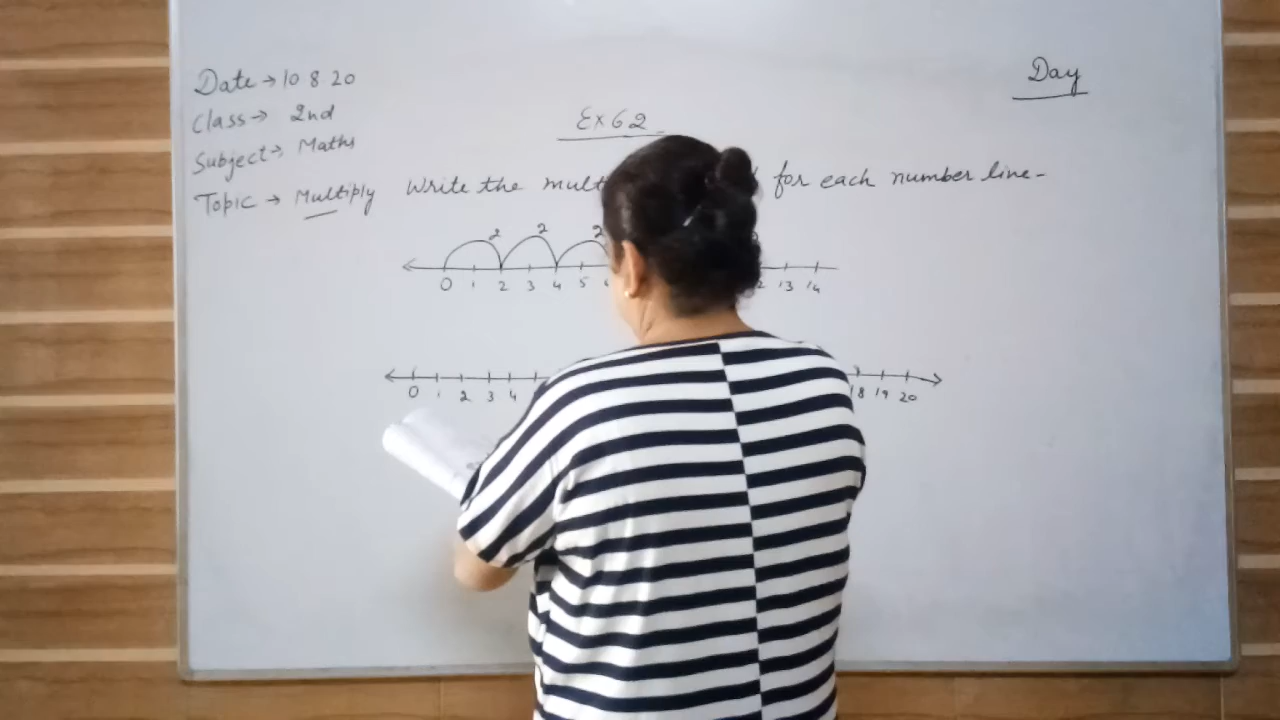 Date → 10 8 20
Day
Class → 2nd
Ex 6 2
Subject → Maths
Topic → Multiply
Write the mult for each number line-
2 2 2
0 1 2 3 4 5 13 14
0 1 2 3 4 18 19 20